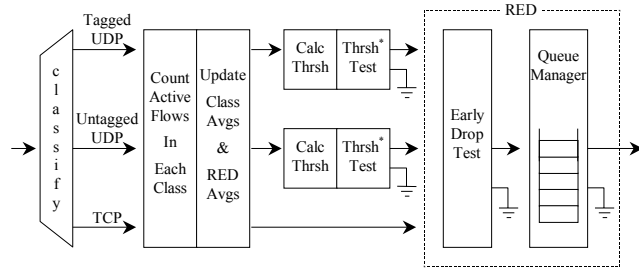 RED
Tagged
UDP
classify
Untagged
UDP
TCP
Count
Active
Flows
In
Each
Class
Update
Class
Avgs
&
RED
Avgs
Calc
Thrsh
Thrsh*
Test
Calc
Thrsh
Thrsh*
Test
Early
Drop
Test
Queue
Manager